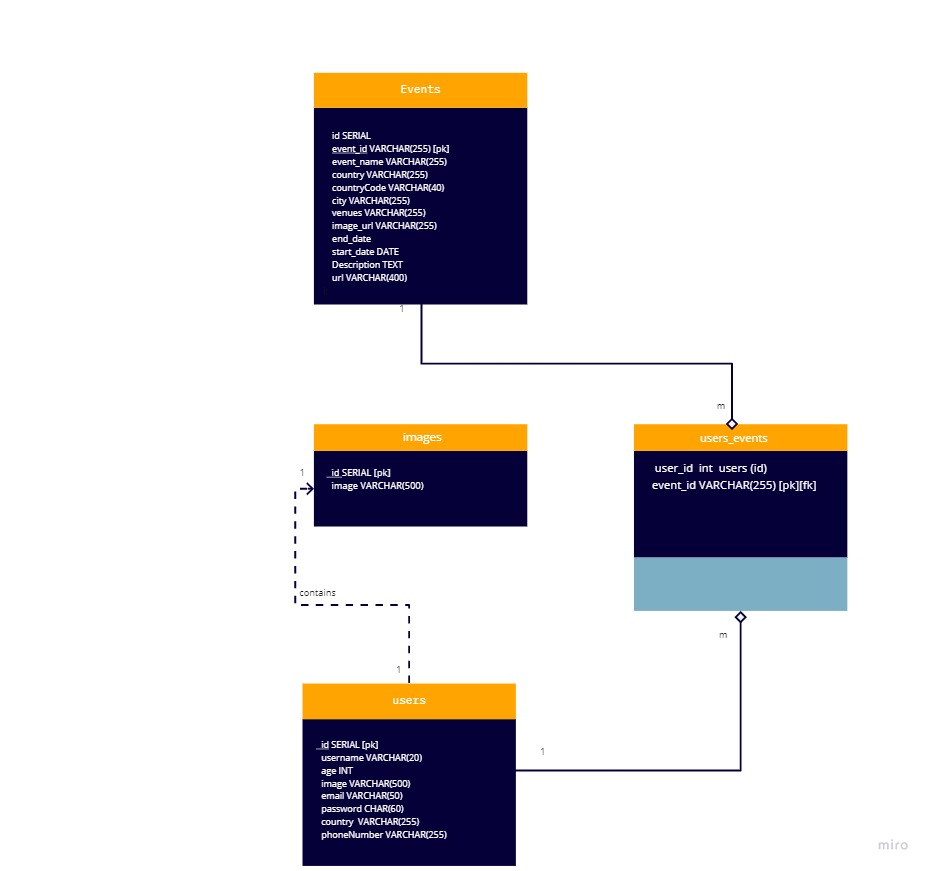 Events
id SERIAL
event_id VARCHAR(255) [pk]
event_name VARCHAR(255)
country VARCHAR(255)
countryCode VARCHAR(40)
city VARCHAR(255)
venues VARCHAR(255)
image_url VARCHAR(255)
end_date
start_date DATE
Description TEXT
url VARCHAR(400)
1
m
images
_id SERIAL [pk]
image VARCHAR(500)
1
users_events
user_id int users (id)
event_id VARCHAR(255) [pk][fk]
contains
m
1
users
_id SERIAL [pk]
username VARCHAR(20)
age INT
image VARCHAR(500)
email VARCHAR(50)
password CHAR(60)
country VARCHAR(255)
phoneNumber VARCHAR(255)
1
miro